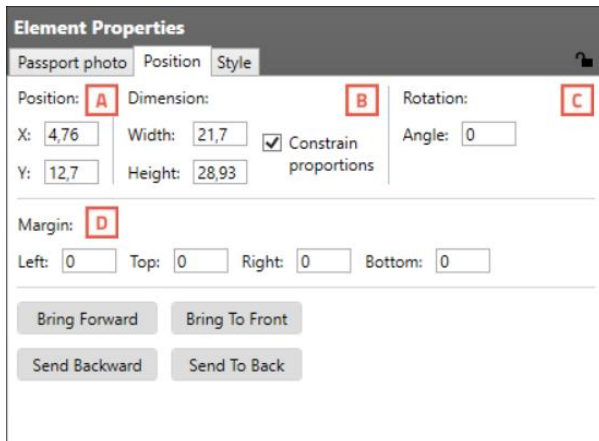 Element Properties
Passport photo Position Style
Position: A Dimension: B Rotation: C
X: 4,76 Width: 21,7 Constrain proportions Angle: 0
Y: 12,7 Height: 28,93
Margin: D
Left: 0 Top: 0 Right: 0 Bottom: 0
Bring Forward Bring To Front
Send Backward Send To Back